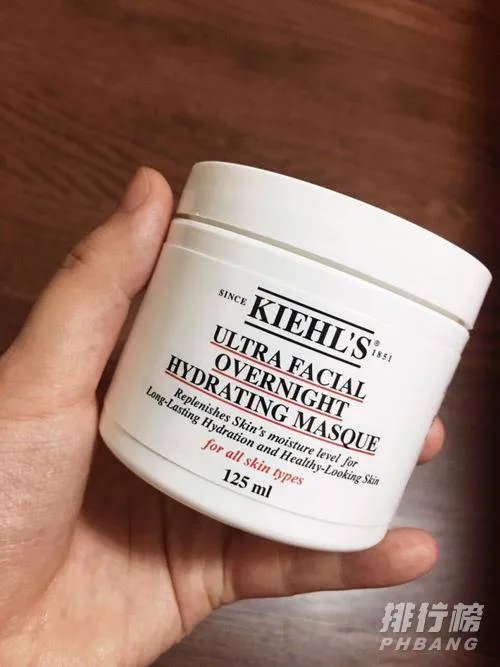 SINCE KIEHL'S® 1851
ULTRA FACIAL
OVERNIGHT
HYDRATING MASQUE
Replenishes Skin's moisture level for
Long-Lasting Hydration and Healthy-Looking Skin
for all skin types
125 ml
排行榜
PHBANG